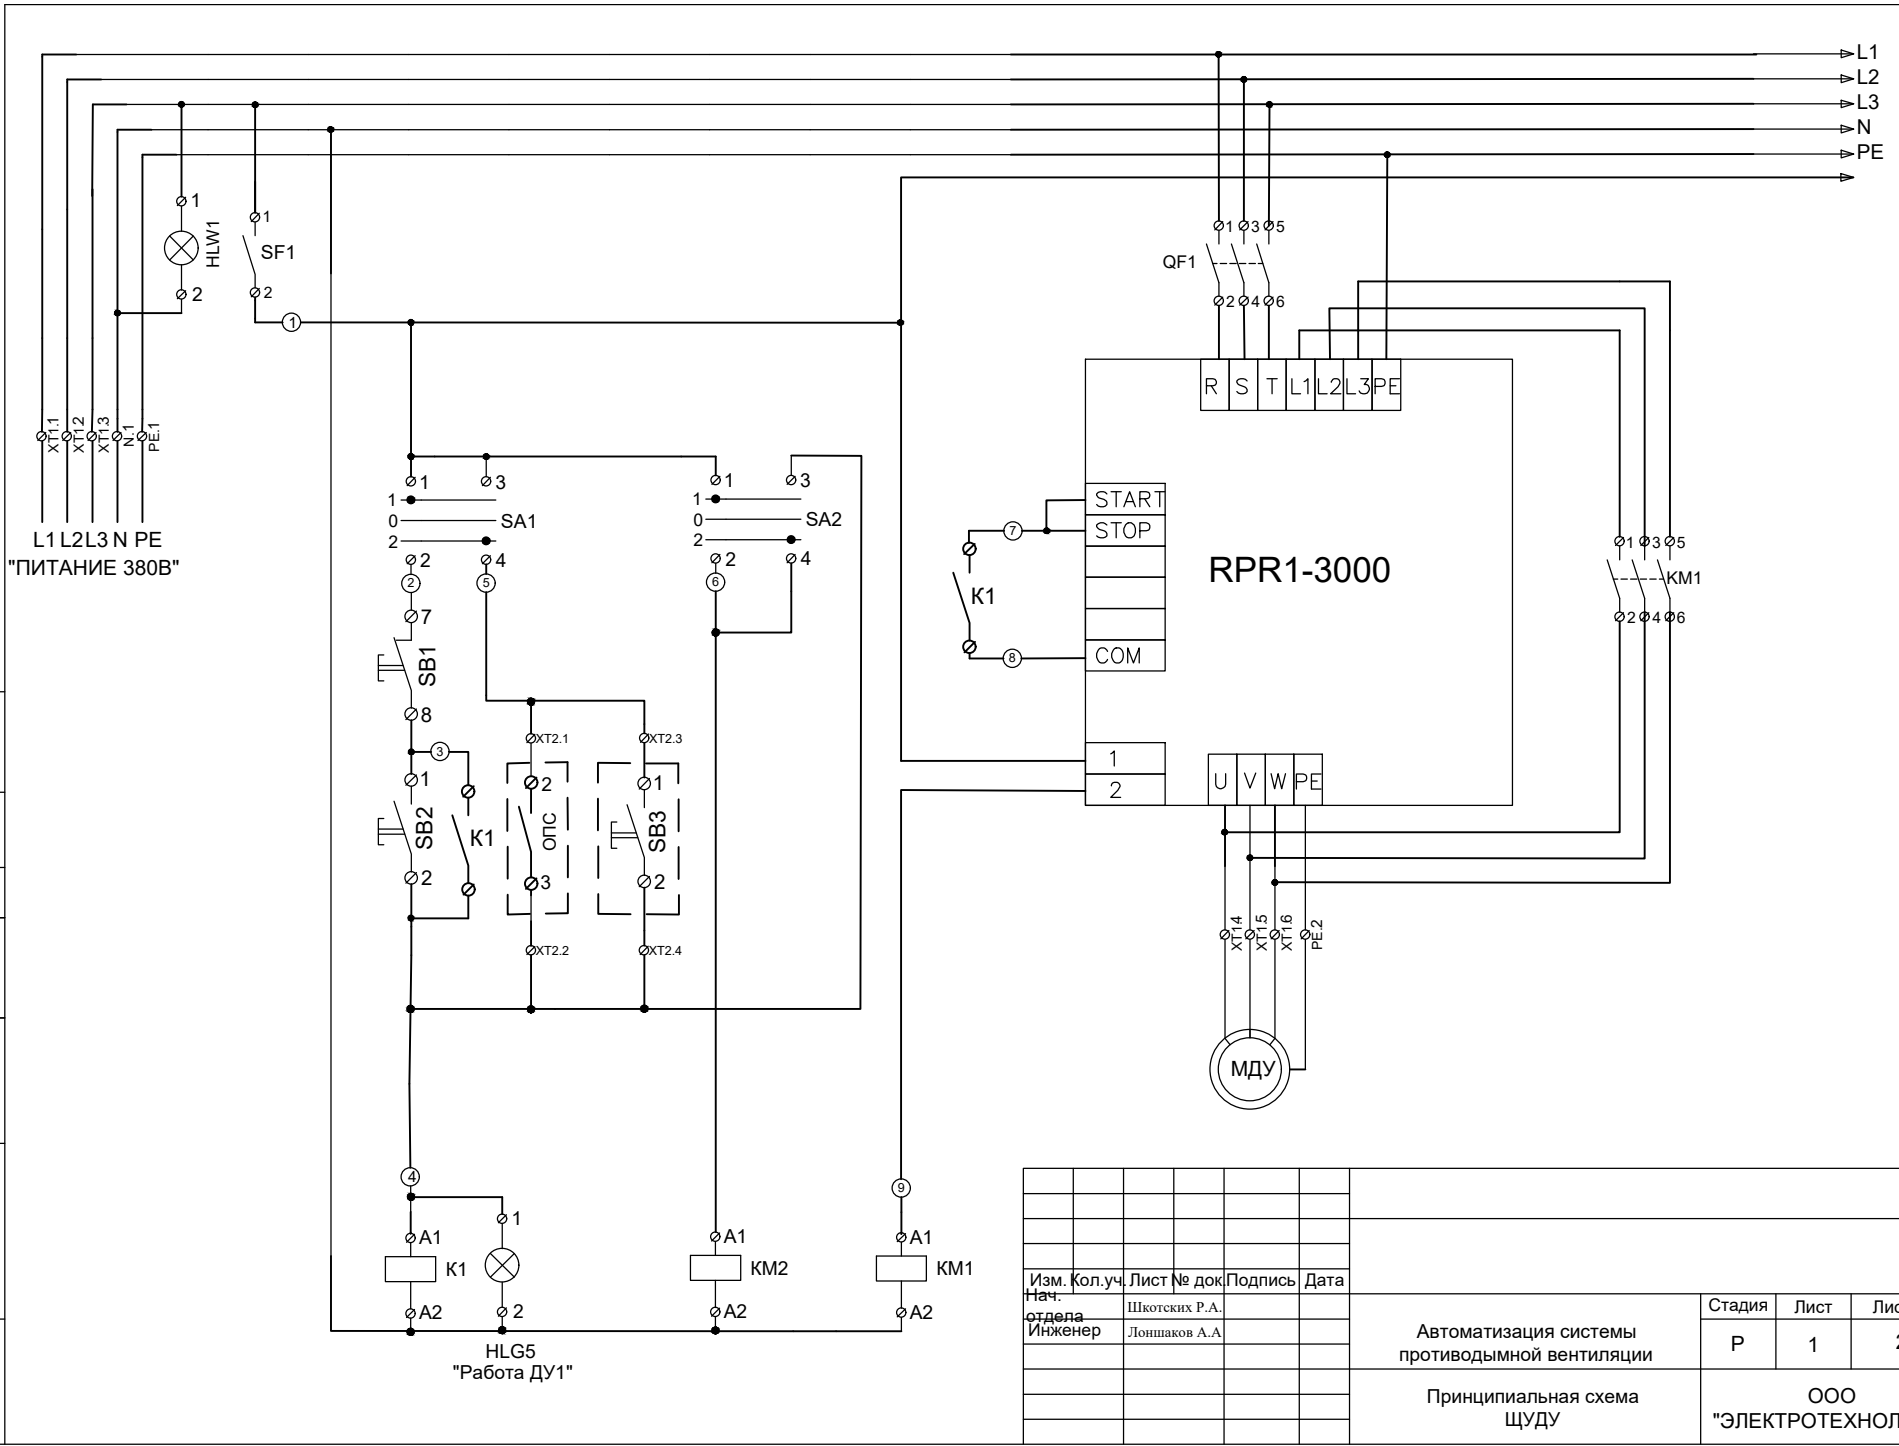 L1
L2
L3
N
PE
1
HLW1
2
1
SF1
2
1
1 3 5
QF1
2 4 6
R S T L1 L2 L3 PE
XT1.1
XT1.2
XT1.3
N.1
PE.1
L1 L2 L3 N PE
"ПИТАНИЕ 380В"
1 3
1
0 SA1
2
2 4
2 5
1 3
1
0 SA2
2
2 4
6
START
STOP
COM
7
К1
8
RPR1-3000
1 3 5
КМ1
2 4 6
7
SB1
8
3
1
SB2
2
К1
XT2.1
2
ОПС
3
XT2.2
XT2.3
1
SB3
2
XT2.4
1
2
U V W PE
XT1.4
XT1.5
XT1.6
PE.2
МДУ
4
9
A1
К1
A2
1
2
HLG5
"Работа ДУ1"
A1
КМ2
A2
A1
КМ1
A2
Изм. Кол.уч. Лист № док. Подпись Дата
Нач. отдела Шкотских Р.А.
Инженер Лоншаков А.А
Автоматизация системы
противодымной вентиляции
Стадия Лист
Р 1
Принципиальная схема
ЩУДУ
ООО
"ЭЛЕКТРОТЕХНОЛ